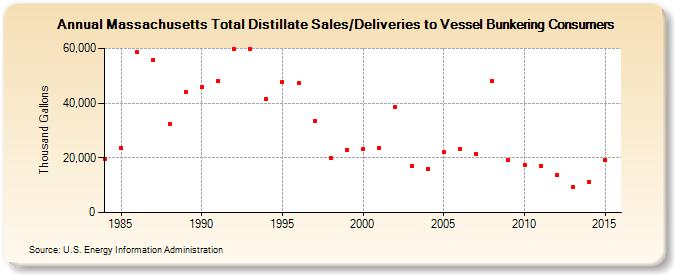 Annual Massachusetts Total Distillate Sales/Deliveries to Vessel Bunkering Consumers
Thousand Gallons
60,000
40,000
20,000
0
1985 1990 1995 2000 2005 2010 2015
Source: U.S. Energy Information Administration